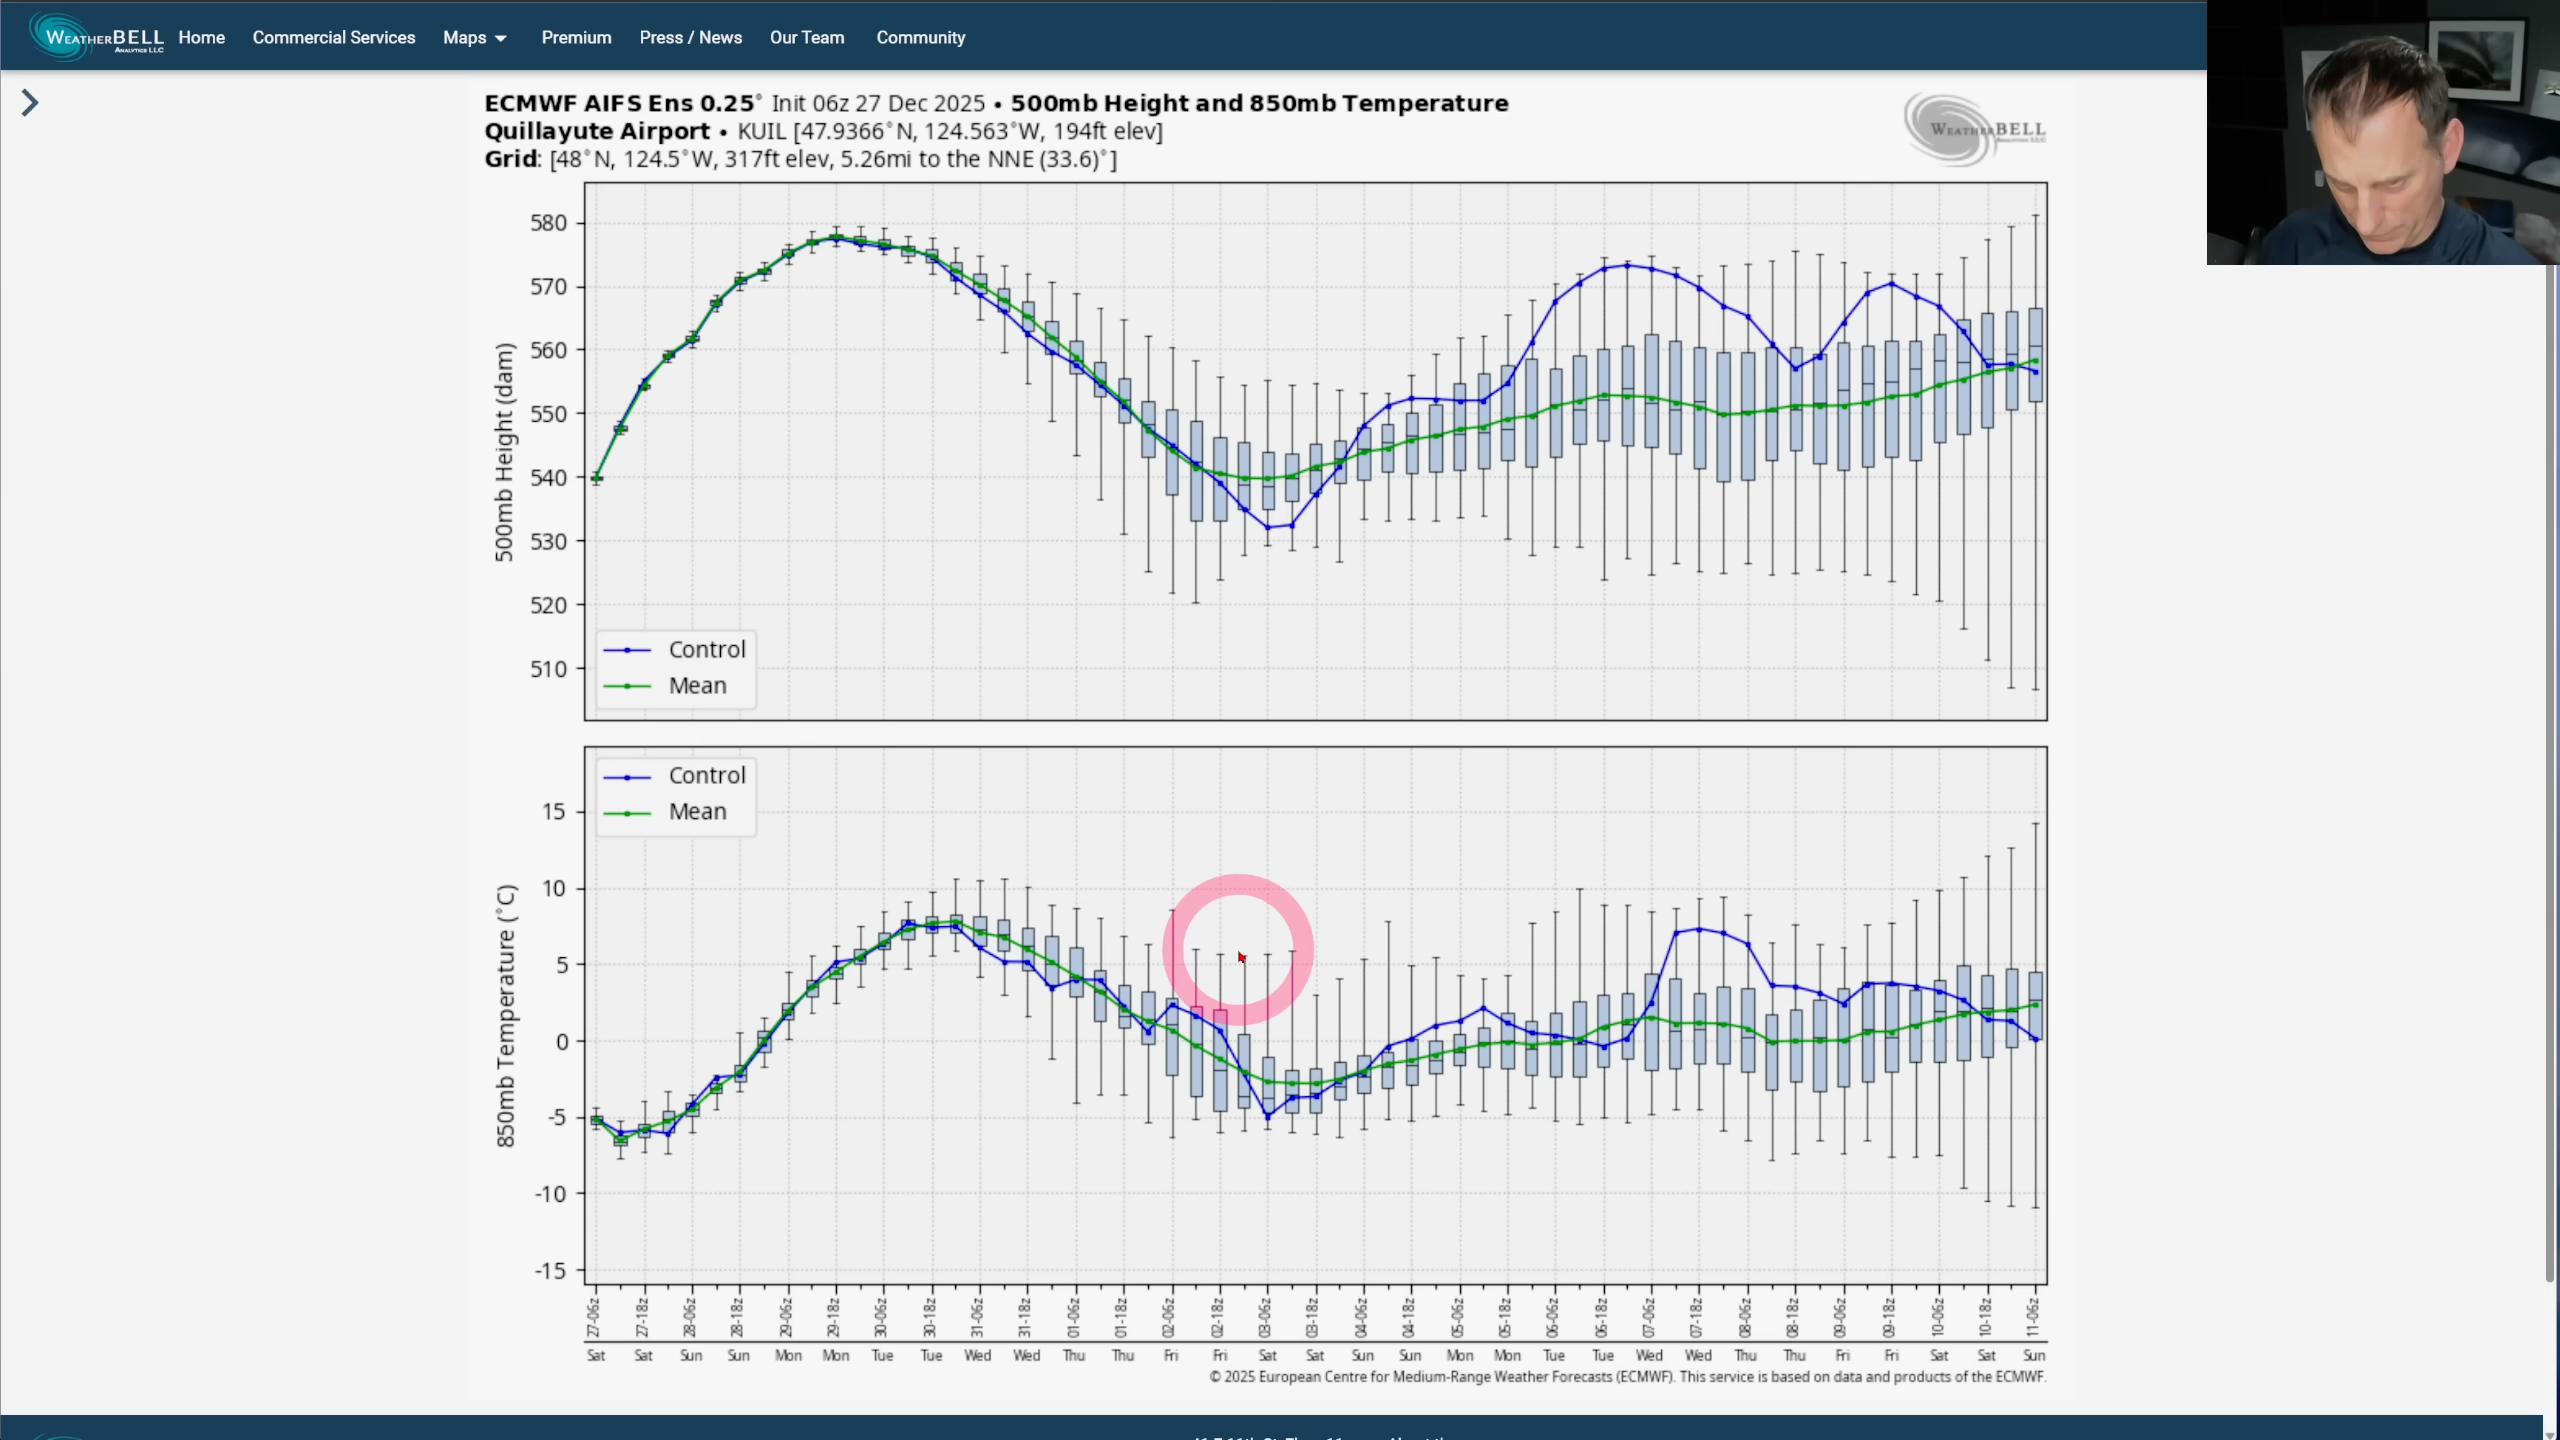 WEATHERBELL
ANALYTICS LLC
Home
Commercial Services
Maps
Premium
Press / News
Our Team
Community
ECMWF AIFS Ens 0.25° Init 06z 27 Dec 2025 • 500mb Height and 850mb Temperature
Quillayute Airport • KUIL [47.9366°N, 124.563°W, 194ft elev]
Grid: [48°N, 124.5°W, 317ft elev, 5.26mi to the NNE (33.6)°]
WEATHERBELL
580
570
560
550
540
530
520
510
500mb Height (dam)
Control
Mean
Control
Mean
15
10
5
0
-5
-10
-15
850mb Temperature (°C)
27-06z 27-18z 28-06z 28-18z 29-06z 29-18z 30-06z 30-18z 31-06z 31-18z 01-06z 01-18z 02-06z 02-18z 03-06z 03-18z 04-06z 04-18z 05-06z 05-18z 06-06z 06-18z 07-06z 07-18z 08-06z 08-18z 09-06z 09-18z 10-06z 10-18z 11-06z
Sat Sat Sun Sun Mon Mon Tue Tue Wed Wed Thu Thu Fri Fri Sat Sat Sun Sun Mon Mon Tue Tue Wed Wed Thu Thu Fri Fri Sat Sat Sun
© 2025 European Centre for Medium-Range Weather Forecasts (ECMWF). This service is based on data and products of the ECMWF.